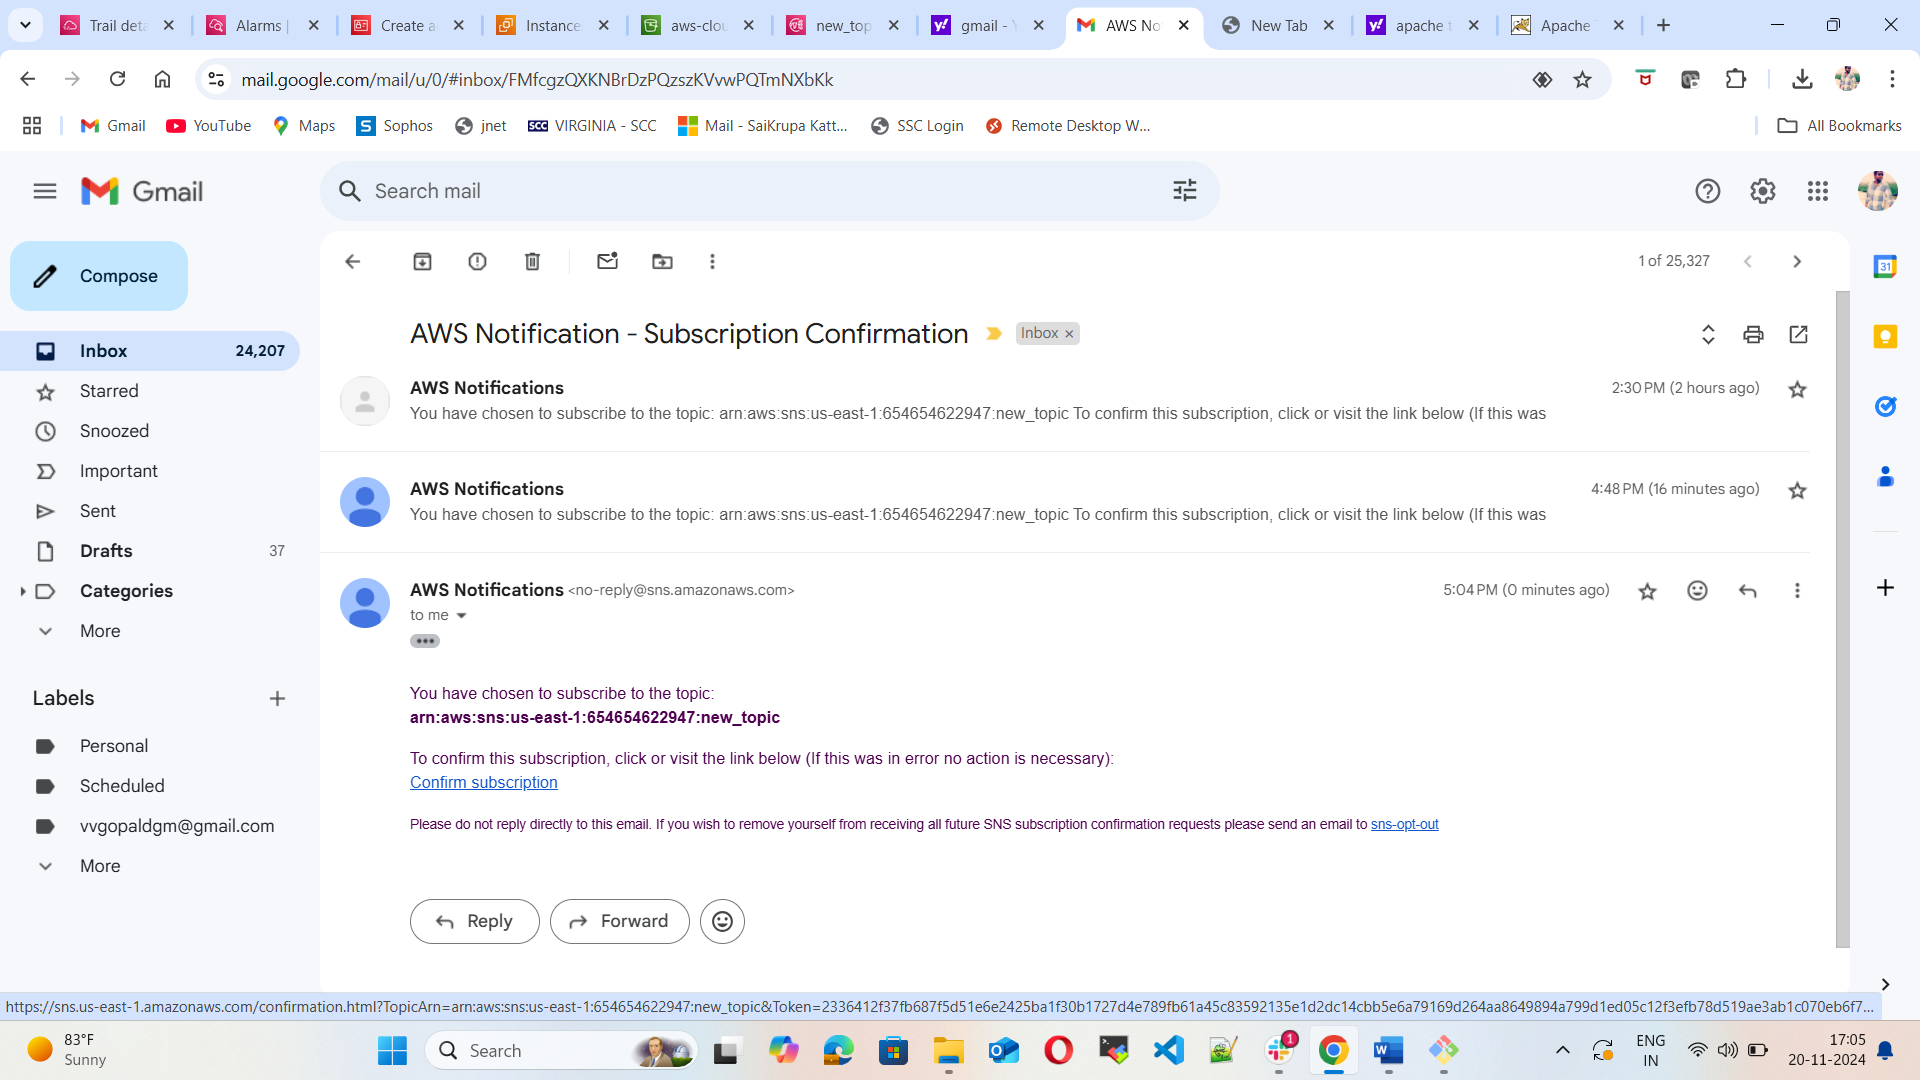 Trail deta
Alarms |
Create a
Instance
aws-clou
new_top
gmail - Y
AWS No
New Tab
apache t
Apache T
mail.google.com/mail/u/0/#inbox/FMfcgzQXKNBrDzPQzszKVvwPQTmNXbKk
Gmail
YouTube
Maps
Sophos
jnet
VIRGINIA - SCC
Mail - SaiKrupa Katt...
SSC Login
Remote Desktop W...
All Bookmarks
Gmail
Search mail
Compose
1 of 25,327
Inbox 24,207
Starred
Snoozed
Important
Sent
Drafts 37
Categories
More
Labels
Personal
Scheduled
vvgopaldgm@gmail.com
More
AWS Notification - Subscription Confirmation
Inbox
AWS Notifications 2:30 PM (2 hours ago)
You have chosen to subscribe to the topic: arn:aws:sns:us-east-1:654654622947:new_topic To confirm this subscription, click or visit the link below (If this was
AWS Notifications 4:48 PM (16 minutes ago)
You have chosen to subscribe to the topic: arn:aws:sns:us-east-1:654654622947:new_topic To confirm this subscription, click or visit the link below (If this was
AWS Notifications <no-reply@sns.amazonaws.com> 5:04 PM (0 minutes ago)
to me
You have chosen to subscribe to the topic:
arn:aws:sns:us-east-1:654654622947:new_topic
To confirm this subscription, click or visit the link below (If this was in error no action is necessary):
Confirm subscription
Please do not reply directly to this email. If you wish to remove yourself from receiving all future SNS subscription confirmation requests please send an email to sns-opt-out
Reply
Forward
https://sns.us-east-1.amazonaws.com/confirmation.html?TopicArn=arn:aws:sns:us-east-1:654654622947:new_topic&Token=2336412f37fb687f5d51e6e2425ba1f30b1727d4e789fb61a45c83592135e1d2dc14cbb5e6a79169d264aa8649894a799d1ed05c12f3efb78d519ae3ab1c070eb6f7...
83°F
Sunny
Search
1
ENG
IN
17:05
20-11-2024